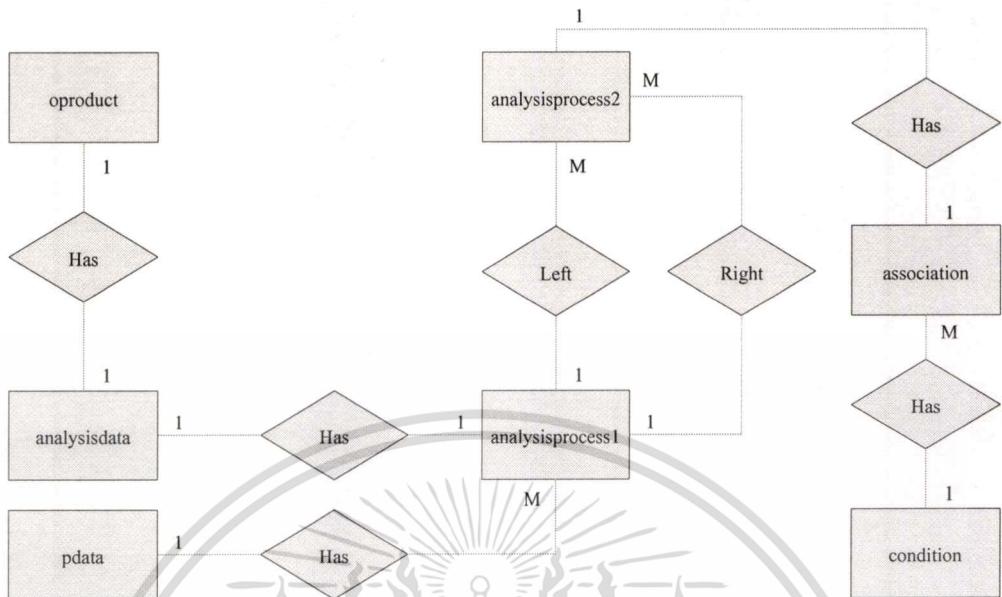 1
oproduct
analysisprocess2
M
Has
1
M
1
Has
Left
Right
association
M
1
1
Has
analysisdata
1
Has
1
analysisprocess1
1
M
1
pdata
1
Has
condition